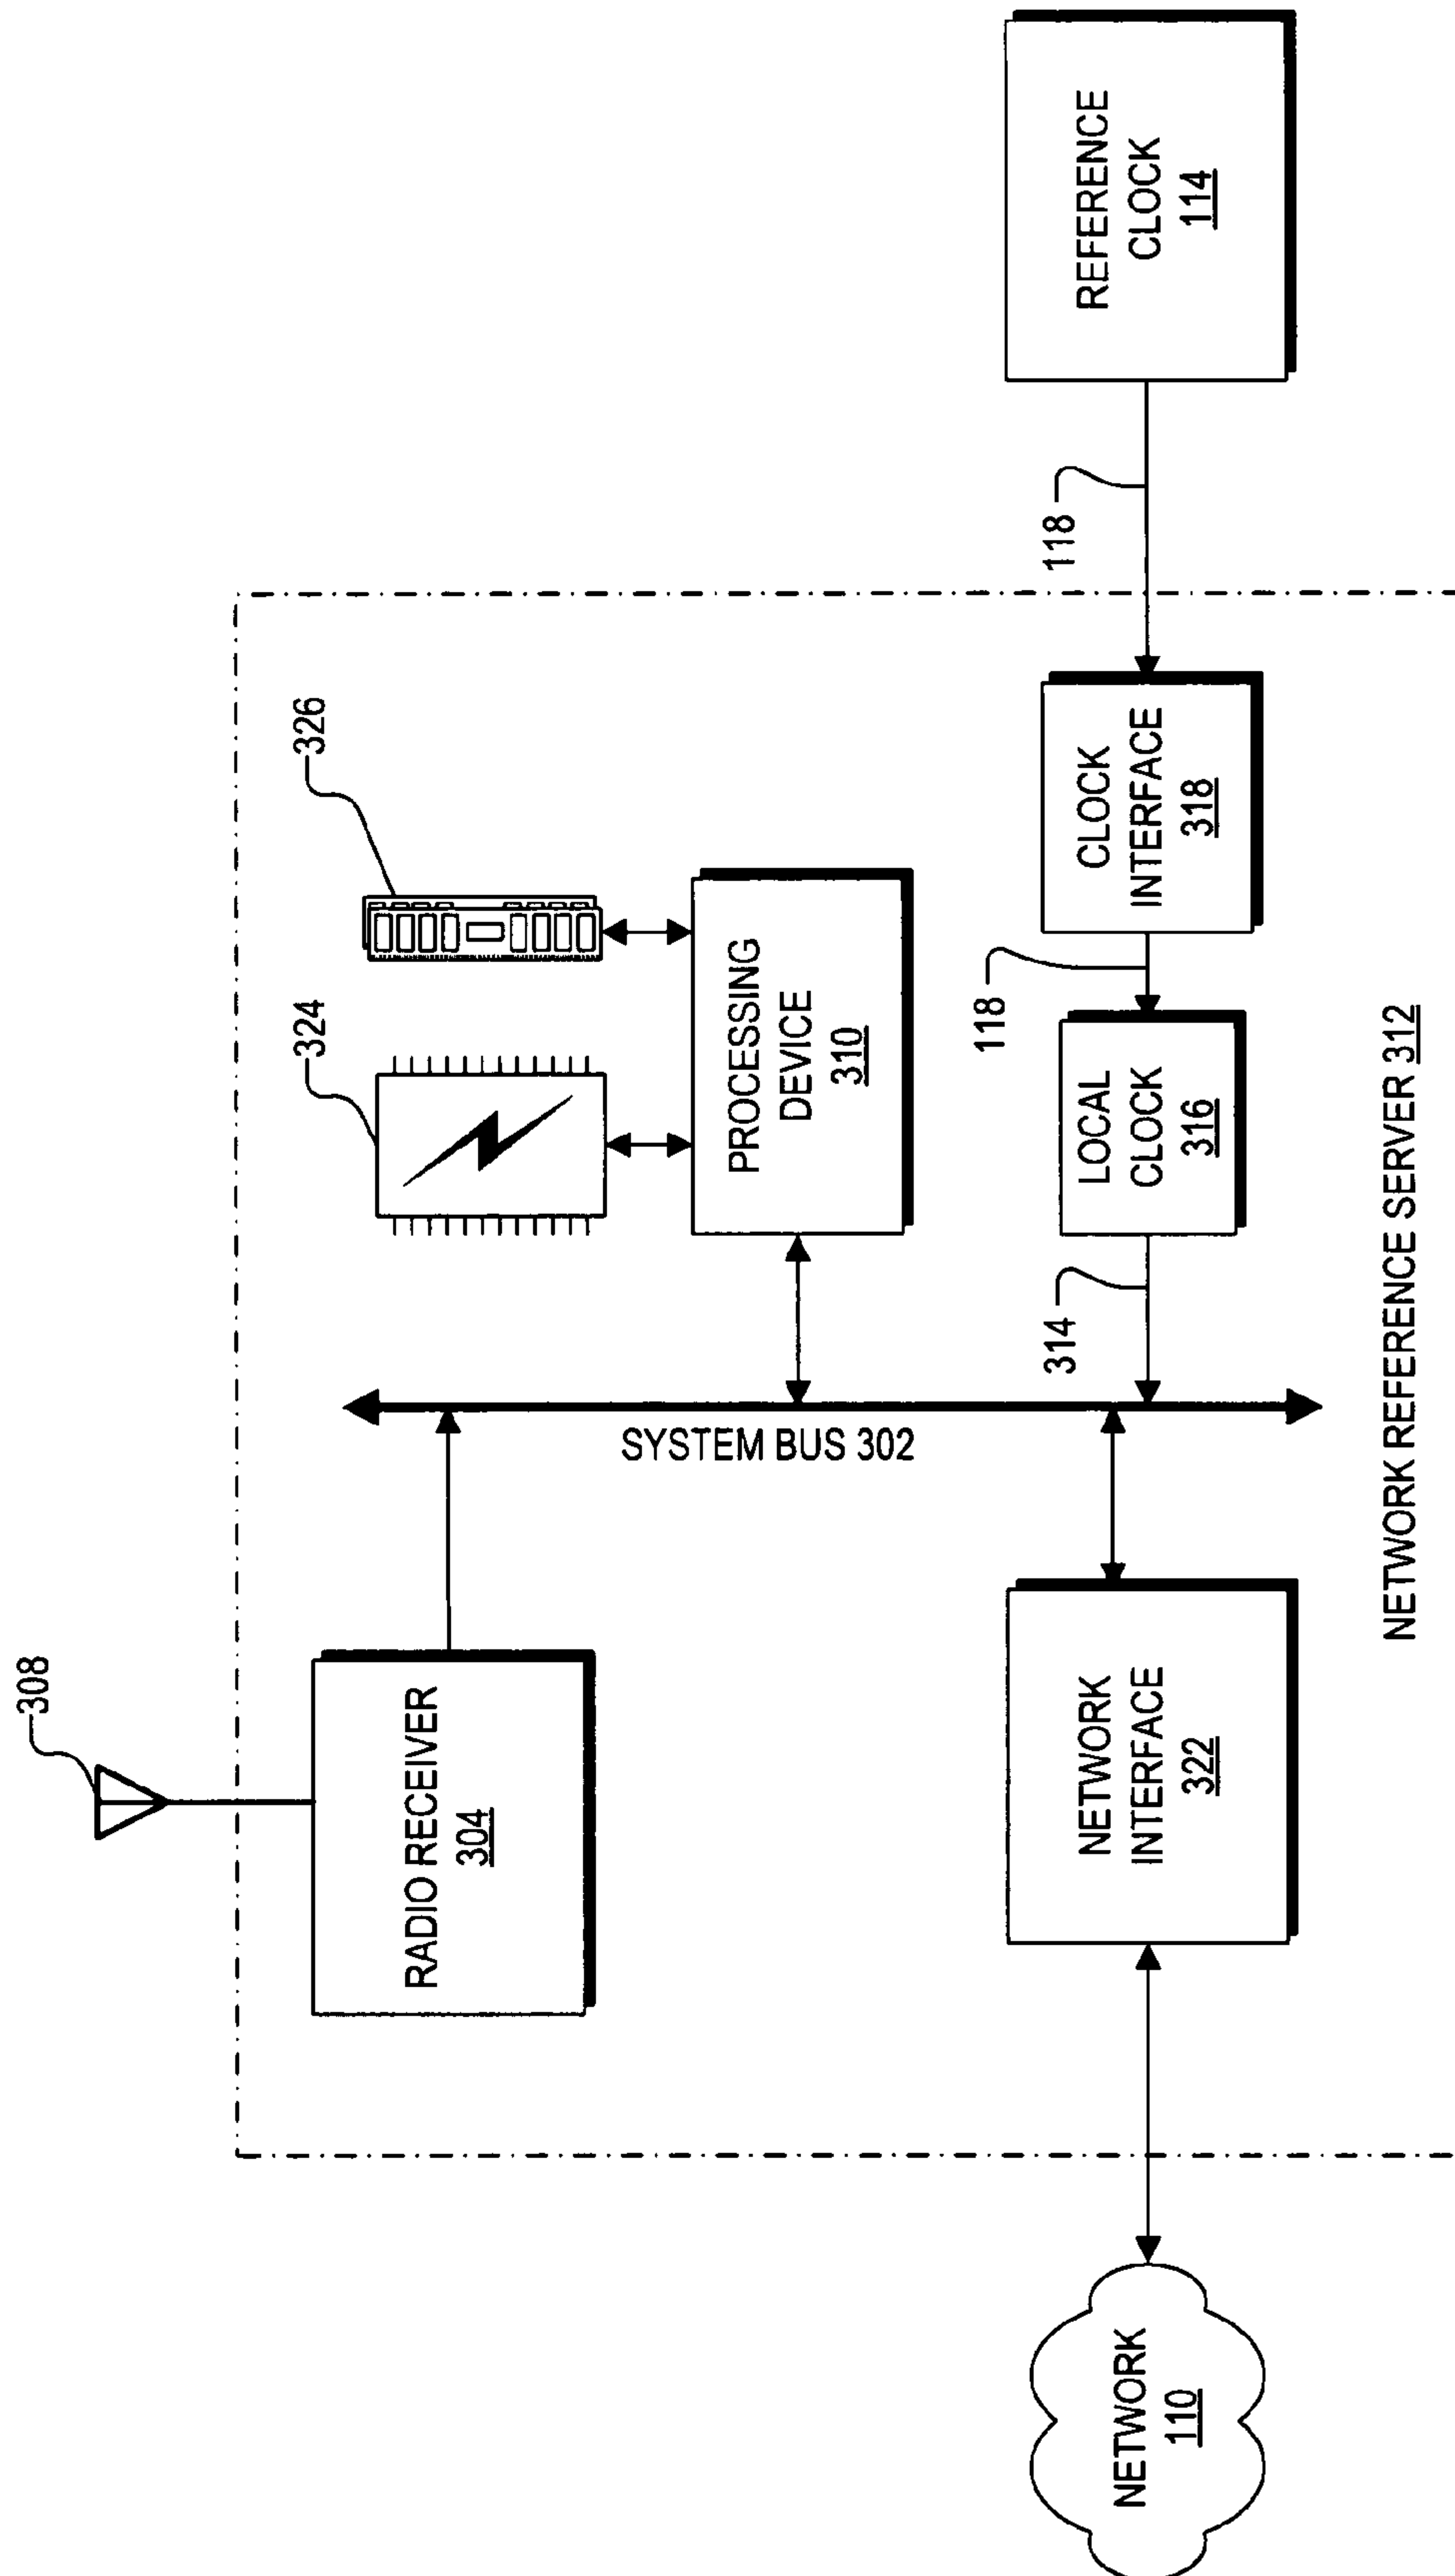 308
RADIO RECEIVER
304
324
326
PROCESSING
DEVICE
310
SYSTEM BUS 302
NETWORK
110
NETWORK
INTERFACE
322
314
LOCAL
CLOCK
316
118
CLOCK
INTERFACE
318
118
REFERENCE
CLOCK
114
NETWORK REFERENCE SERVER 312